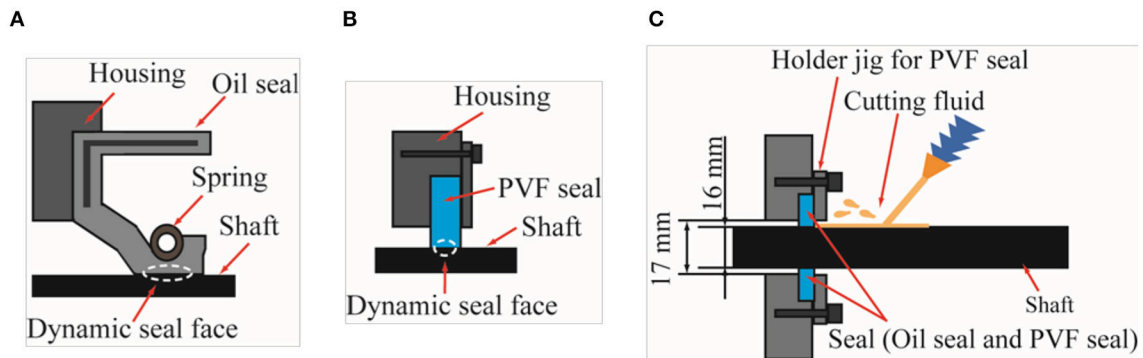 A
Housing
Oil seal
Spring
Shaft
Dynamic seal face
B
Housing
PVF seal
Shaft
Dynamic seal face
C
Holder jig for PVF seal
Cutting fluid
16 mm
17 mm
Shaft
Seal (Oil seal and PVF seal)